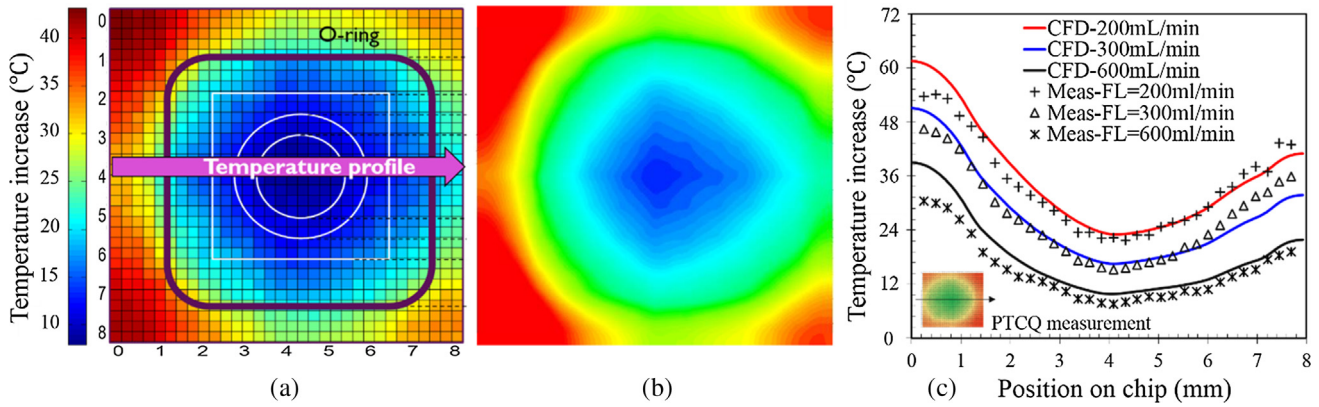 Temperature increase (°C)
40
35
30
25
20
15
10
0
1
2
3
4
5
6
7
8
O-ring
Temperature profile
0 1 2 3 4 5 6 7 8
(a)
(b)
Temperature increase (°C)
72
60
48
36
24
12
0
CFD-200mL/min
CFD-300mL/min
CFD-600mL/min
Meas-FL=200ml/min
Meas-FL=300ml/min
Meas-FL=600ml/min
PTCQ measurement
0 1 2 3 4 5 6 7 8
(c) Position on chip (mm)